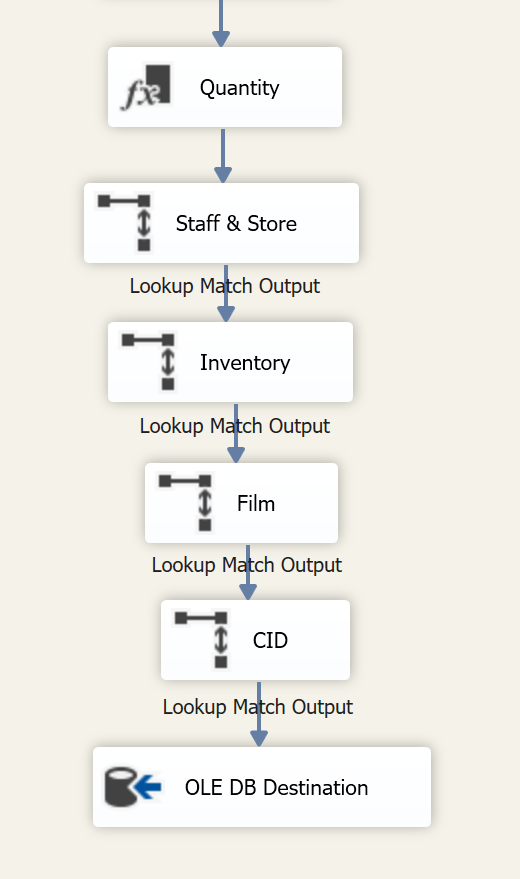 Quantity
Staff & Store
Lookup Match Output
Inventory
Lookup Match Output
Film
Lookup Match Output
CID
Lookup Match Output
OLE DB Destination